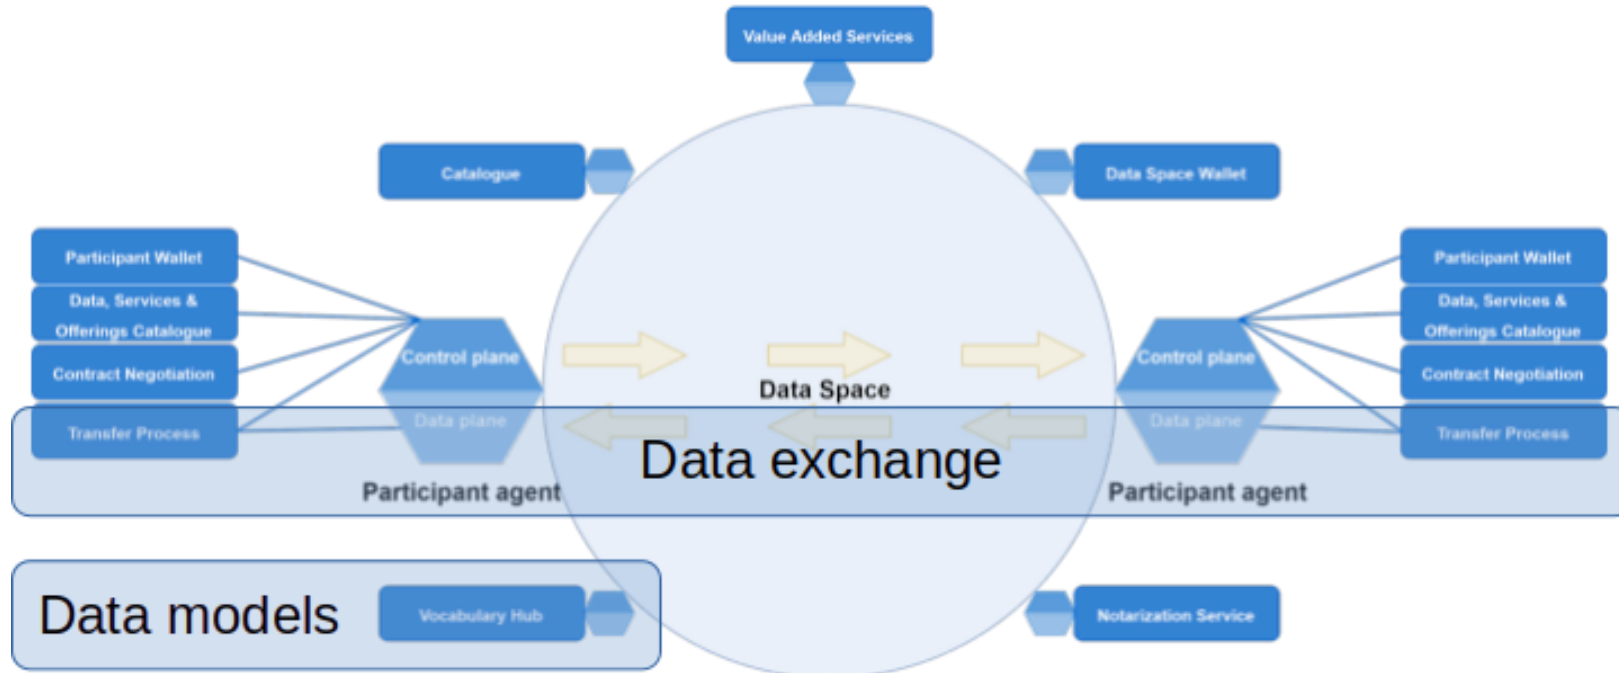 Value Added Services
Catalogue
Data Space Wallet
Participant Wallet
Data, Services &
Offerings Catalogue
Contract Negotiation
Transfer Process
Control plane
Data plane
Participant agent
Data Space
Data exchange
Control plane
Data plane
Participant agent
Participant Wallet
Data, Services &
Offerings Catalogue
Contract Negotiation
Transfer Process
Data models
Vocabulary Hub
Notarization Service